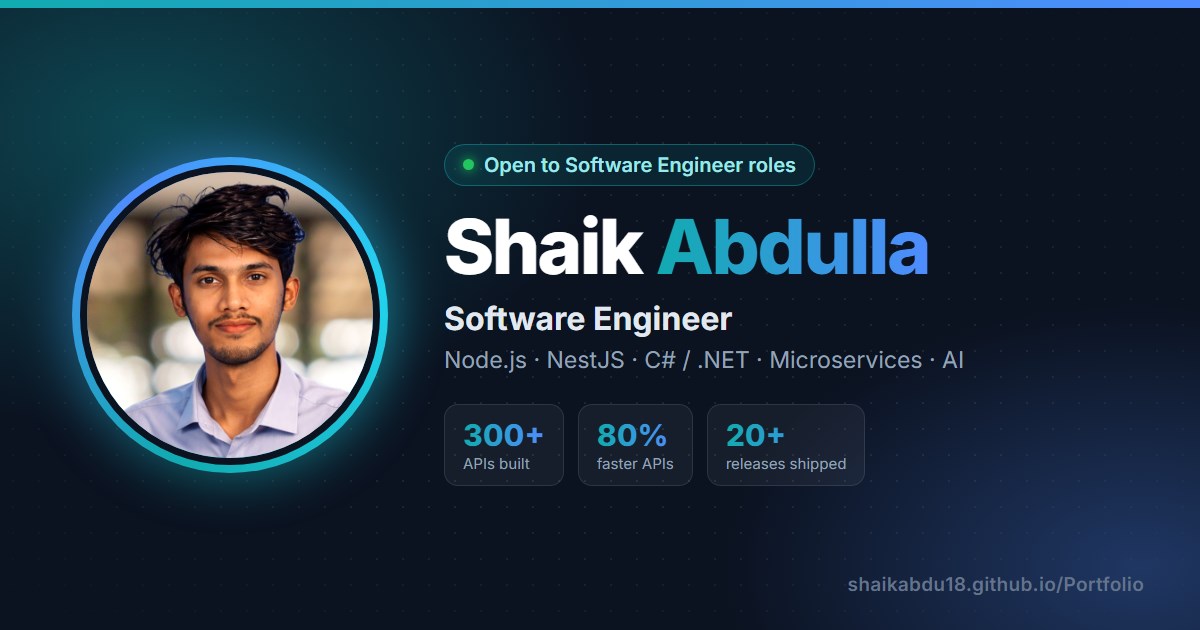 Open to Software Engineer roles
Shaik Abdulla
Software Engineer
Node.js · NestJS · C# / .NET · Microservices · AI
300+ 80% 20+
APIs built faster APIs releases shipped
shaikabdu18.github.io/Portfolio